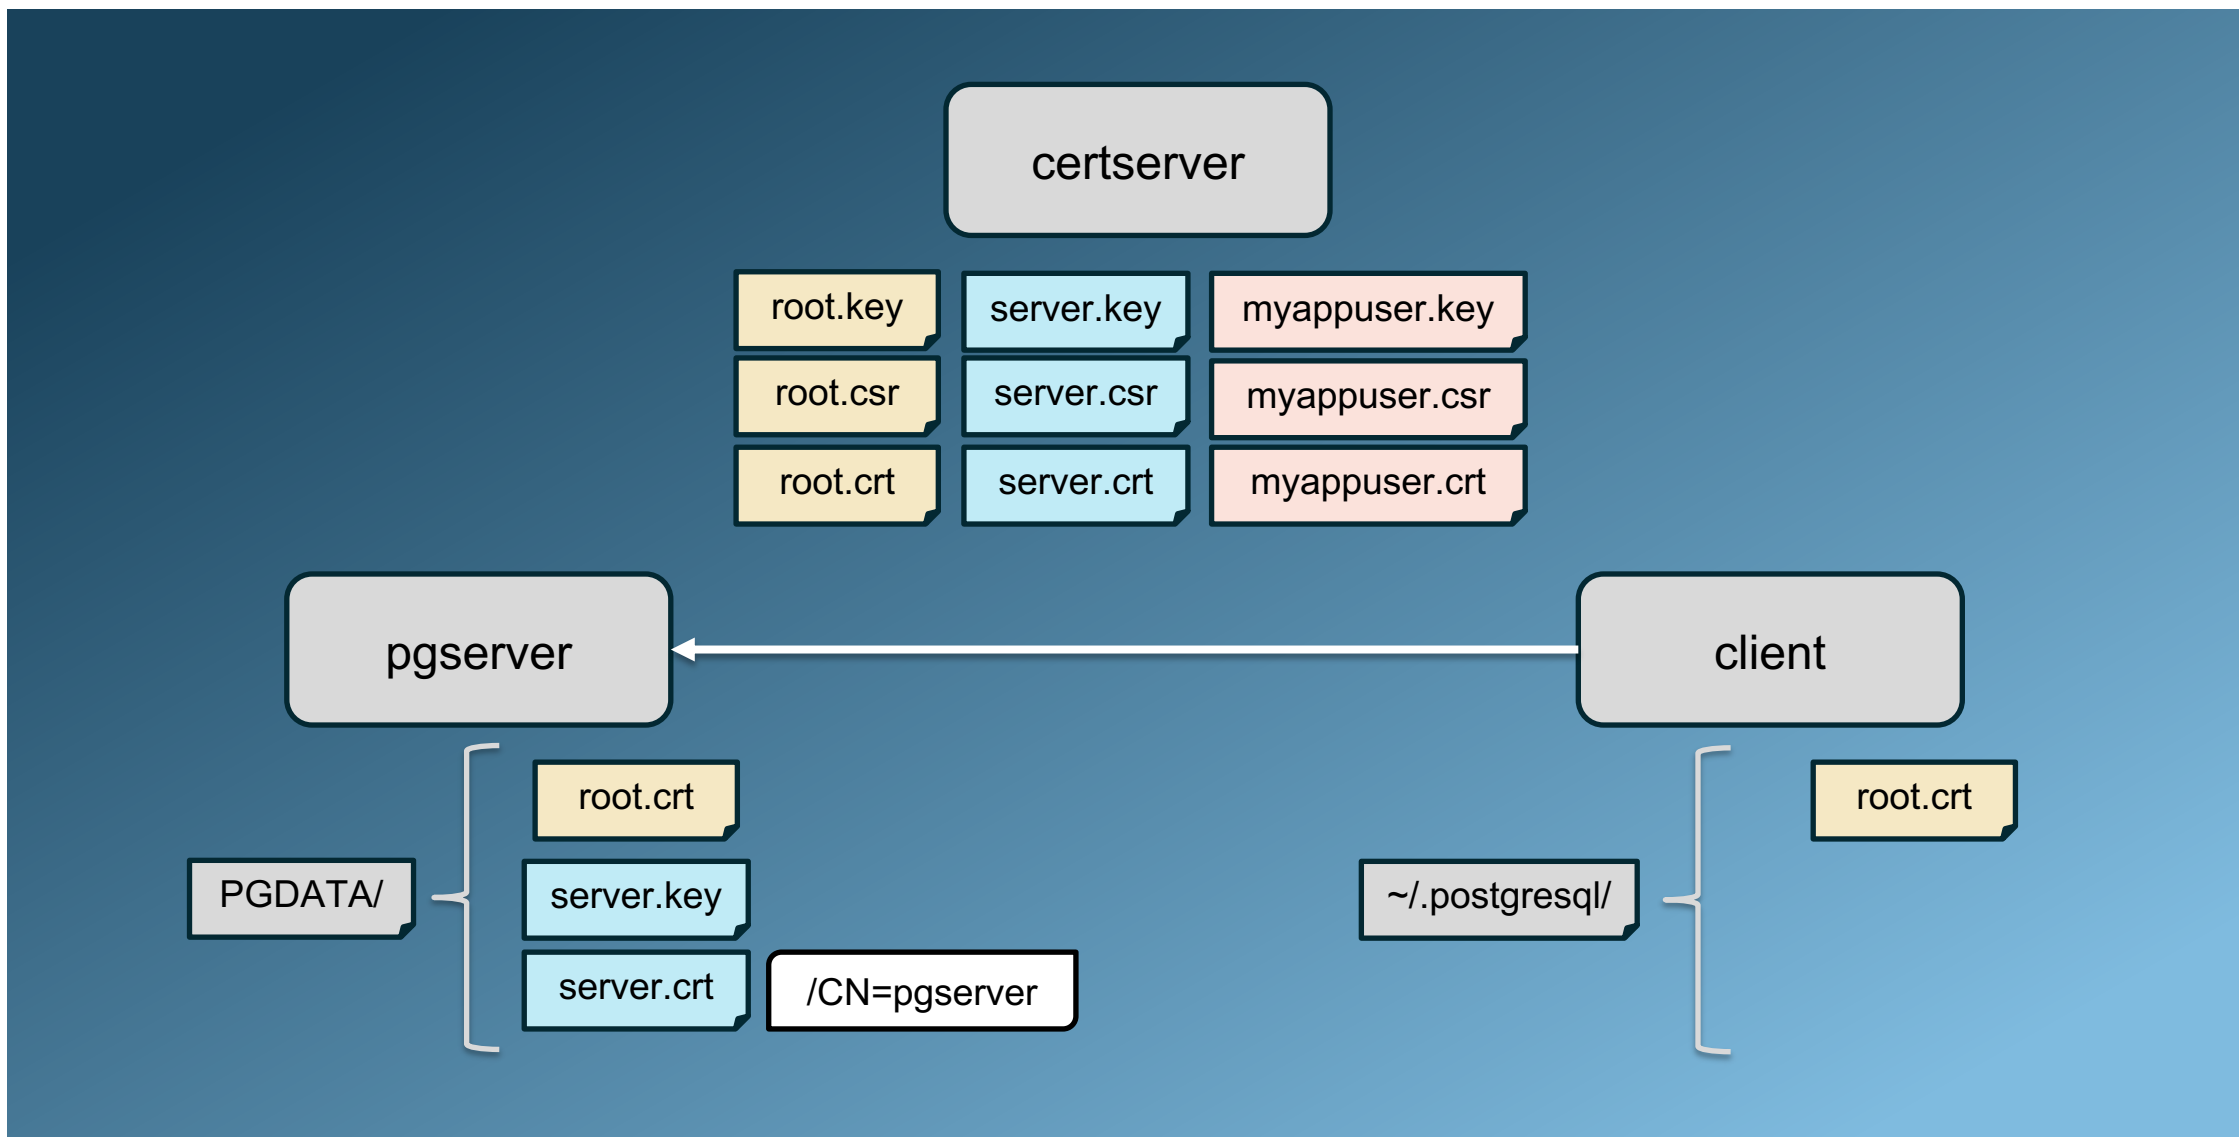 certserver
root.key
server.key
myappuser.key
root.csr
server.csr
myappuser.csr
root.crt
server.crt
myappuser.crt
pgserver
client
root.crt
root.crt
PGDATA/
server.key
~/.postgresql/
server.crt
/CN=pgserver